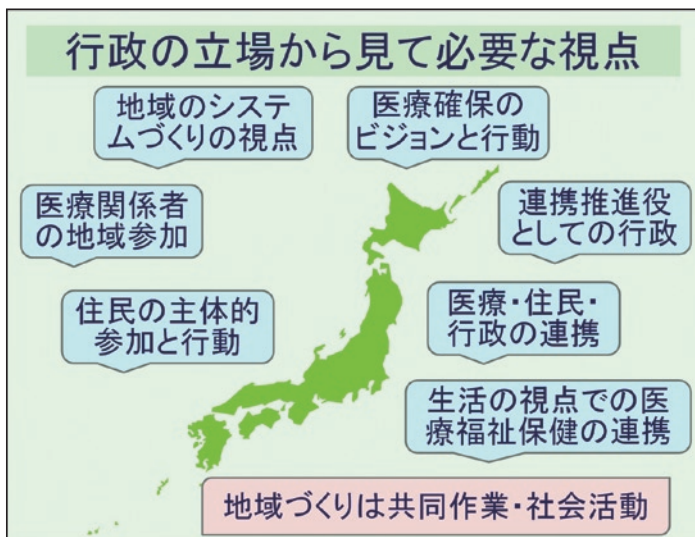 行政の立場から見て必要な視点
地域のシステ
ムづくりの視点
医療確保の
ビジョンと行動
医療関係者
の地域参加
連携推進役
としての行政
住民の主体的
参加と行動
医療・住民・
行政の連携
生活の視点での医
療福祉保健の連携
地域づくりは共同作業・社会活動